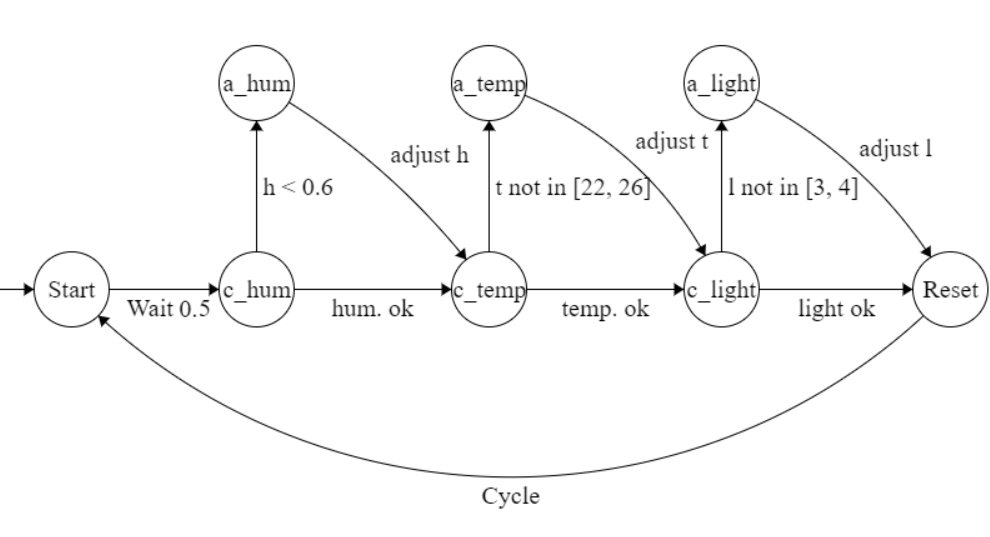 a_hum
a_temp
a_light
adjust h
adjust t
adjust l
h < 0.6
t not in [22, 26]
l not in [3, 4]
Start
Wait 0.5
c_hum
hum. ok
c_temp
temp. ok
c_light
light ok
Reset
Cycle